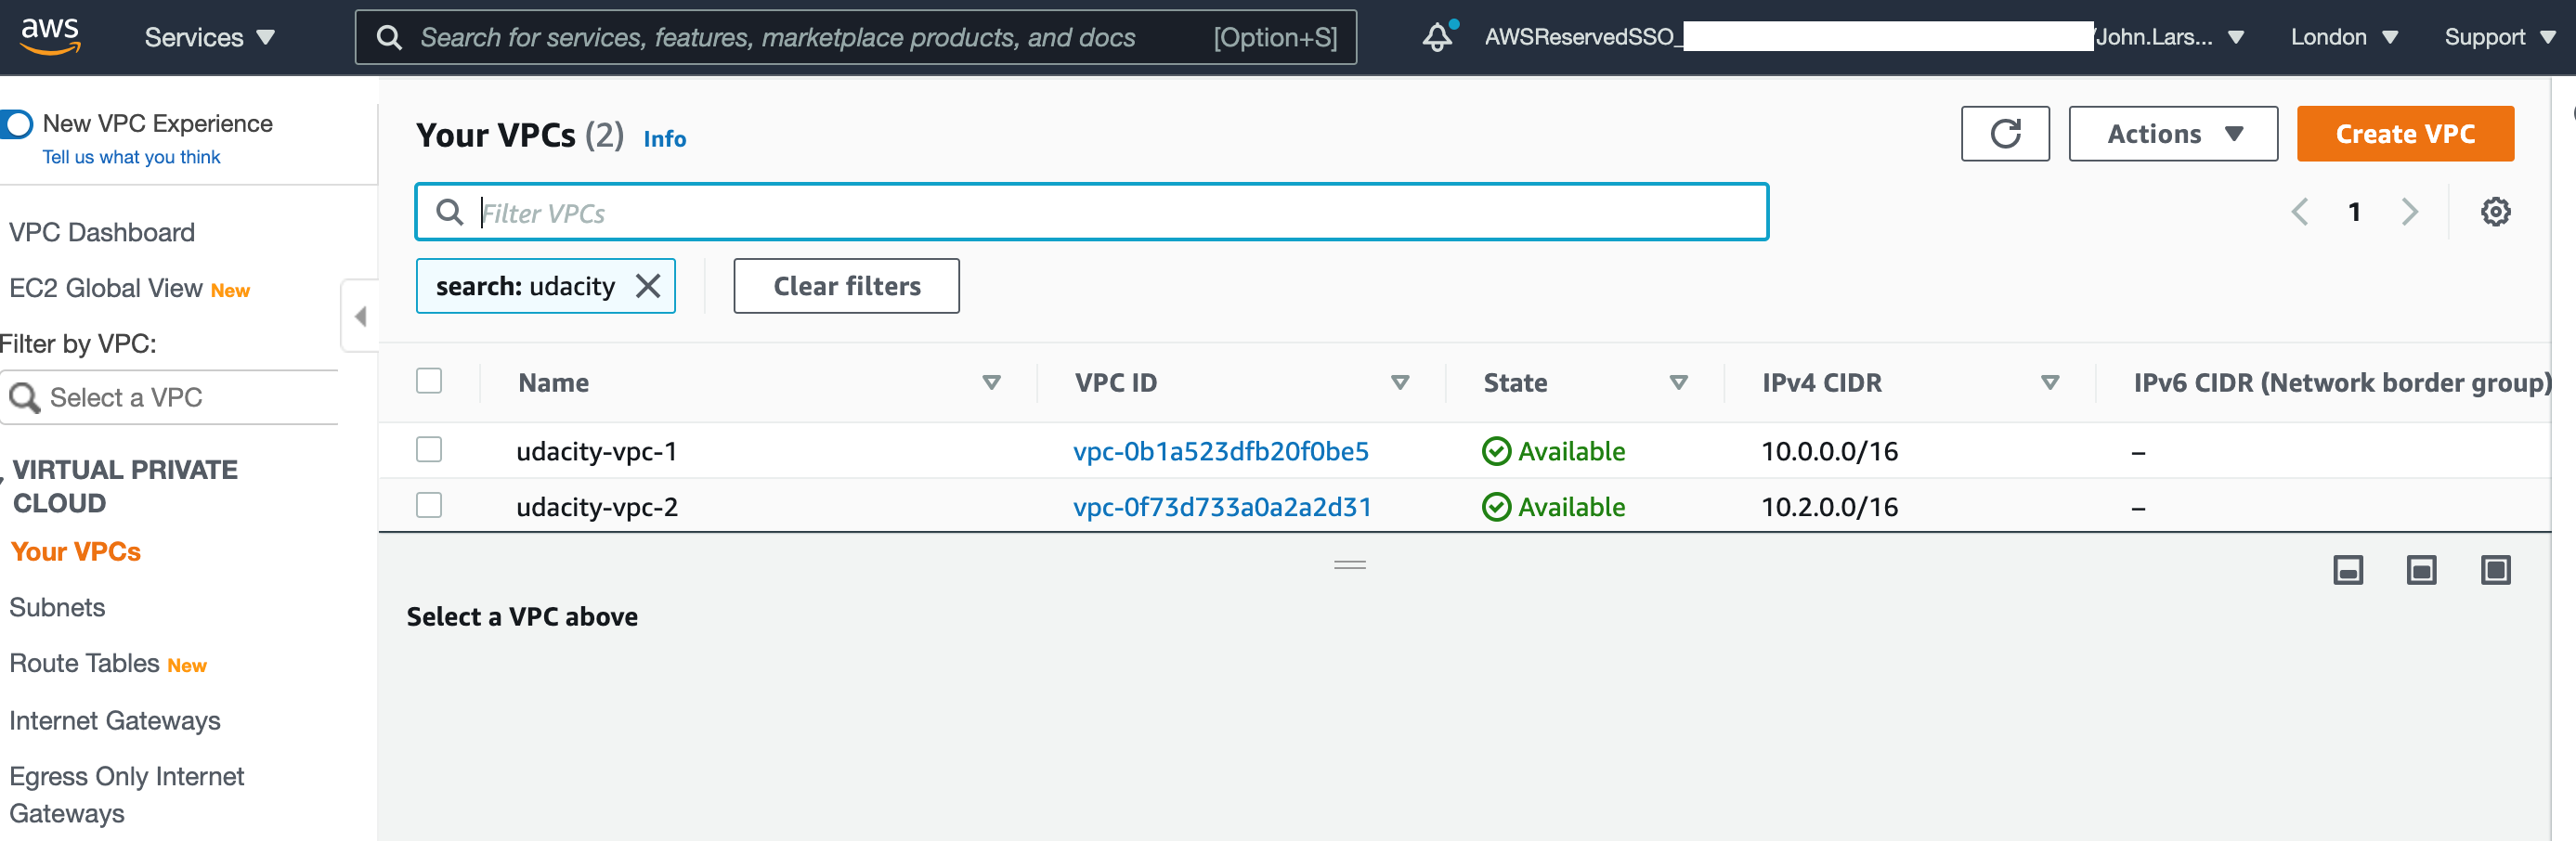 aws Services Search for services, features, marketplace products, and docs [Option+S] AWSReservedSSO_ /John.Lars... London Support
New VPC Experience
Tell us what you think
VPC Dashboard
EC2 Global View New
Filter by VPC:
Select a VPC
VIRTUAL PRIVATE
CLOUD
Your VPCs
Subnets
Route Tables New
Internet Gateways
Egress Only Internet
Gateways
Your VPCs (2) Info Actions Create VPC
Filter VPCs 1
search: udacity Clear filters
Name VPC ID State IPv4 CIDR IPv6 CIDR (Network border group)
udacity-vpc-1 vpc-0b1a523dfb20f0be5 Available 10.0.0.0/16 –
udacity-vpc-2 vpc-0f73d733a0a2a2d31 Available 10.2.0.0/16 –
Select a VPC above